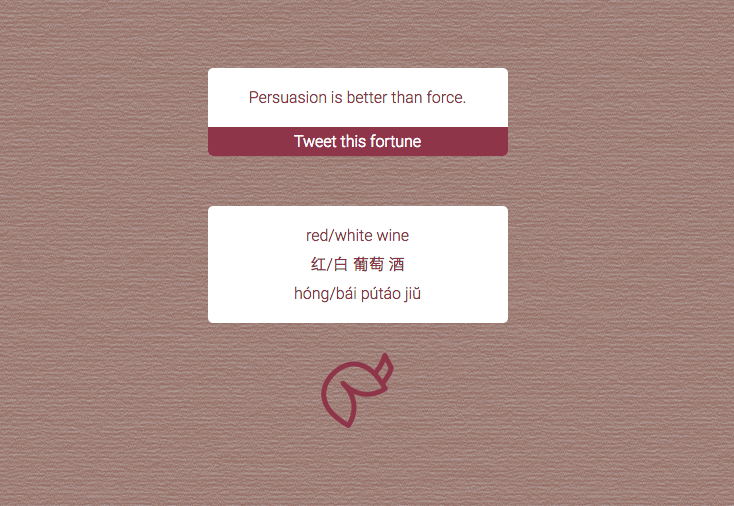 Persuasion is better than force.
Tweet this fortune
red/white wine
红/白 葡萄 酒
hóng/bái pútáo jiǔ